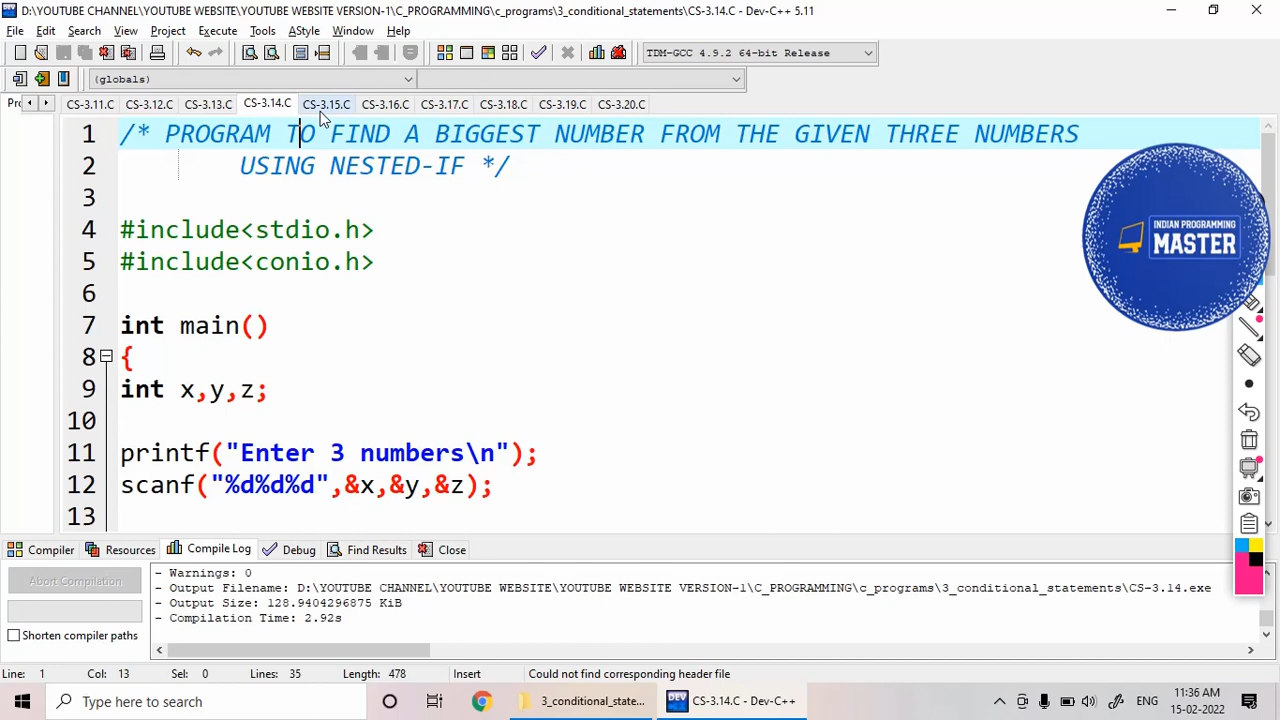 D:\YOUTUBE CHANNEL\YOUTUBE WEBSITE\YOUTUBE WEBSITE VERSION-1\C_PROGRAMMING\c_programs\3_conditional_statements\CS-3.14.C - Dev-C++ 5.11
File Edit Search View Project Execute Tools AStyle Window Help
TDM-GCC 4.9.2 64-bit Release
(globals)
CS-3.11.C CS-3.12.C CS-3.13.C CS-3.14.C CS-3.15.C CS-3.16.C CS-3.17.C CS-3.18.C CS-3.19.C CS-3.20.C
1 /* PROGRAM TO FIND A BIGGEST NUMBER FROM THE GIVEN THREE NUMBERS
2 USING NESTED-IF */
3
4 #include<stdio.h>
5 #include<conio.h>
6
7 int main()
8 {
9 int x,y,z;
10
11 printf("Enter 3 numbers\n");
12 scanf("%d%d%d",&x,&y,&z);
13
INDIAN PROGRAMMING
MASTER
Compiler Resources Compile Log Debug Find Results Close
Abort Compilation
Shorten compiler paths
- Warnings: 0
- Output Filename: D:\YOUTUBE CHANNEL\YOUTUBE WEBSITE\YOUTUBE WEBSITE VERSION-1\C_PROGRAMMING\c_programs\3_conditional_statements\CS-3.14.exe
- Output Size: 128.9404296875 KiB
- Compilation Time: 2.92s
Line: 1 Col: 13 Sel: 0 Lines: 35 Length: 478 Insert Could not find corresponding header file
Type here to search
3_conditional_state...
CS-3.14.C - Dev-C++
ENG
11:36 AM
15-02-2022